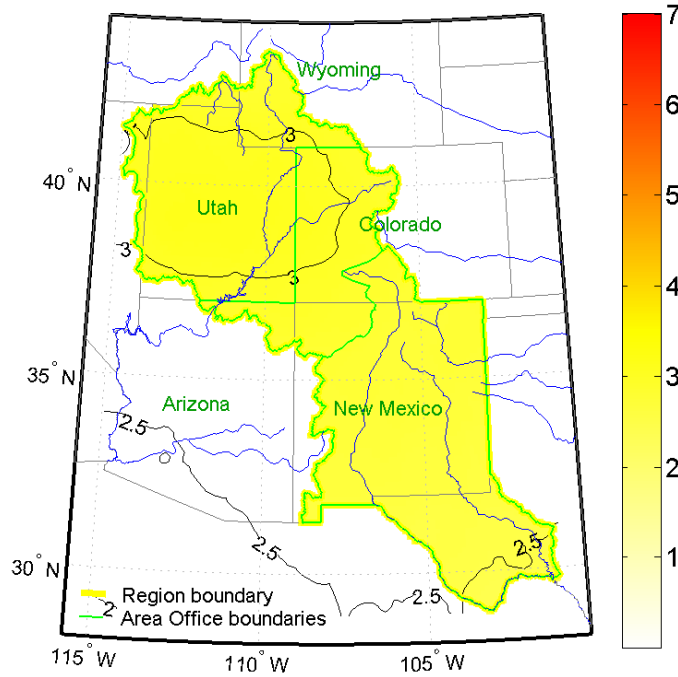 Wyoming
7
6
5
4
3
2
1
3
40° N
Utah
Colorado
3
3
35° N
Arizona
New Mexico
2.5
2.5
2.5
2.5
30° N
Region boundary
2
Area Office boundaries
115° W
110° W
105° W